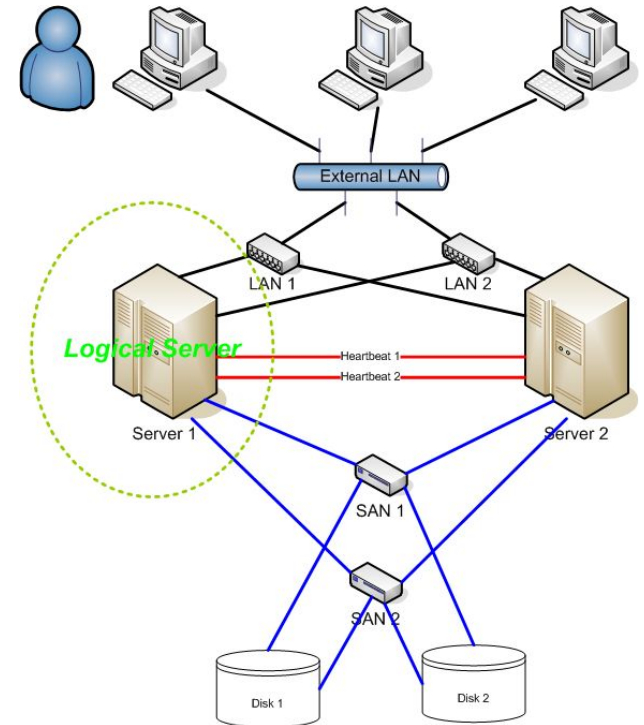 External LAN
LAN 1
LAN 2
Logical Server
Heartbeat 1
Heartbeat 2
Server 1
Server 2
SAN 1
SAN 2
Disk 1
Disk 2